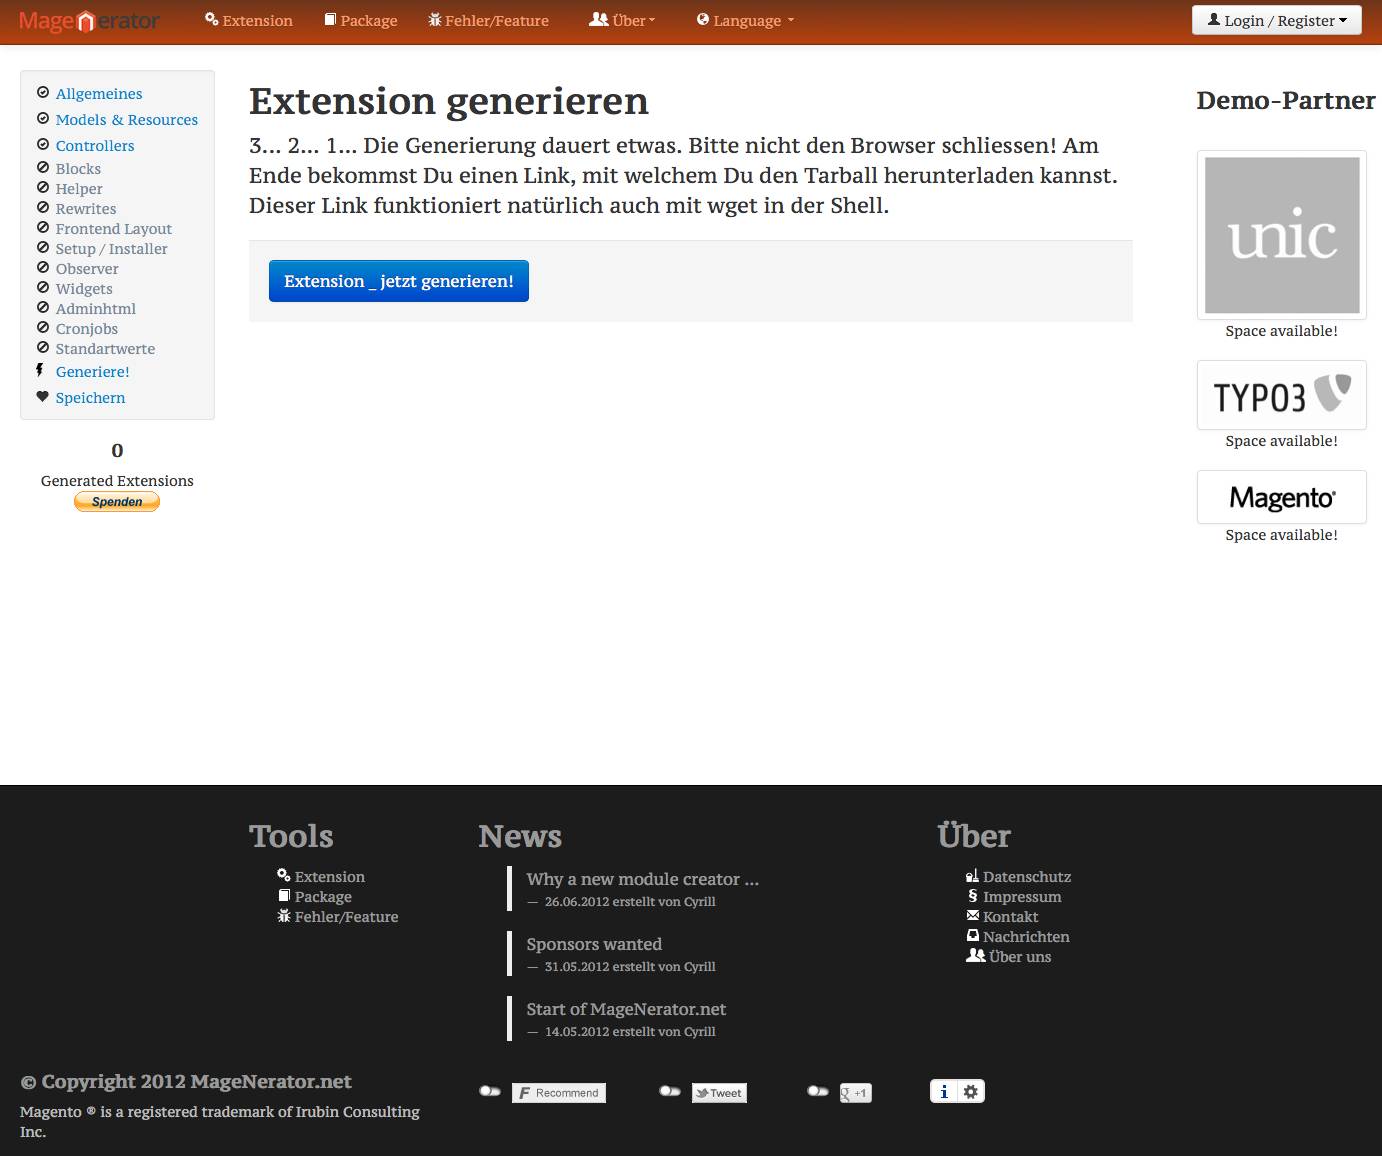 Magenerator
Extension
Package
Fehler/Feature
Über
Language
Login / Register
Allgemeines
Models & Resources
Controllers
Blocks
Helper
Rewrites
Frontend Layout
Setup / Installer
Observer
Widgets
Adminhtml
Cronjobs
Standartwerte
Generiere!
Speichern
0
Generated Extensions
Spenden
Extension generieren
3... 2... 1... Die Generierung dauert etwas. Bitte nicht den Browser schliessen! Am
Ende bekommst Du einen Link, mit welchem Du den Tarball herunterladen kannst.
Dieser Link funktioniert natürlich auch mit wget in der Shell.
Extension _ jetzt generieren!
Demo-Partner
unic
Space available!
TYPO3
Space available!
Magento®
Space available!
Tools
Extension
Package
Fehler/Feature
News
Why a new module creator ...
— 26.06.2012 erstellt von Cyrill
Sponsors wanted
— 31.05.2012 erstellt von Cyrill
Start of MageNerator.net
— 14.05.2012 erstellt von Cyrill
Über
Datenschutz
§ Impressum
Kontakt
Nachrichten
Über uns
© Copyright 2012 MageNerator.net
Magento ® is a registered trademark of Irubin Consulting
Inc.
F Recommend
Tweet
g +1
i